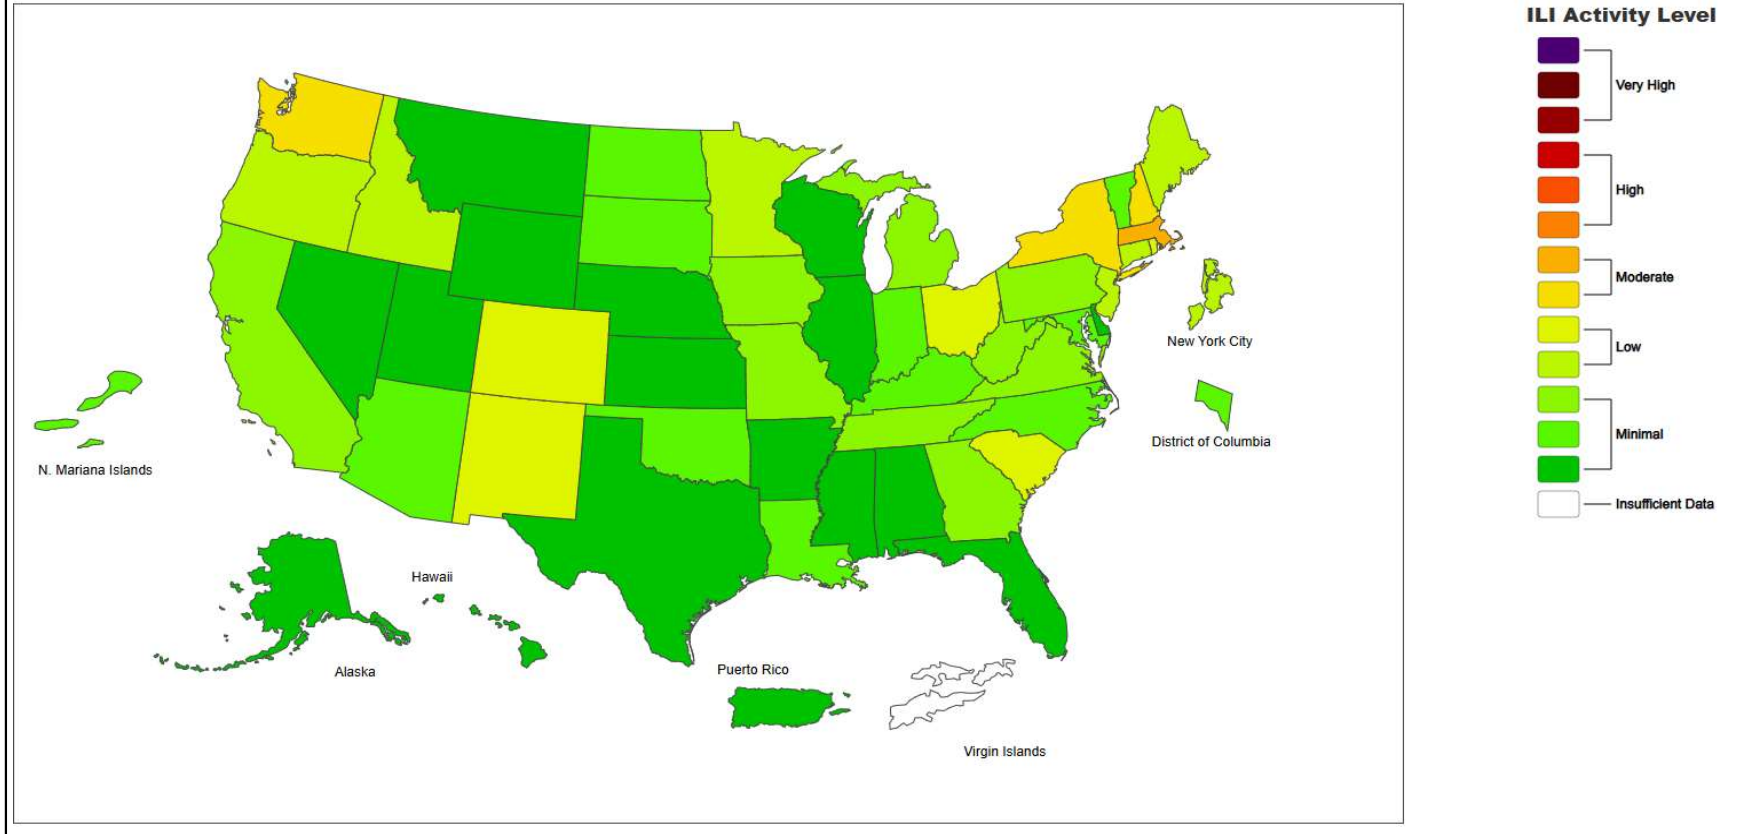 ILI Activity Level
Very High
High
Moderate
Low
Minimal
Insufficient Data
New York City
District of Columbia
N. Mariana Islands
Hawaii
Alaska
Puerto Rico
Virgin Islands